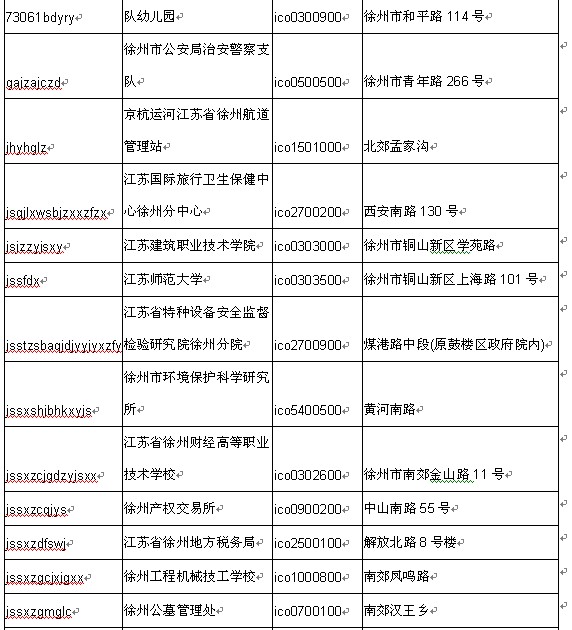 73061bdyry 队幼儿园 ico0300900 徐州市和平路 114 号
徐州市公安局治安警察支
gajzajczd 队 ico0500500 徐州市青年路 266 号
京杭运河江苏省徐州航道
jhyhglz 管理站 ico1501000 北郊孟家沟
江苏国际旅行卫生保健中
jsgjlxwsbjzxxzfzx 心徐州分中心 ico2700200 西安南路 130 号
jsjzzyjsxy 江苏建筑职业技术学院 ico0303000 徐州市铜山新区学苑路
jssfdx 江苏师范大学 ico0303500 徐州市铜山新区上海路 101 号
江苏省特种设备安全监督
jsstzsbaqjdjyyjyxzfy 检验研究院徐州分院 ico2700900 煤港路中段(原鼓楼区政府院内)
徐州市环境保护科学研究
jssxshjbhkxyjs 所 ico5400500 黄河南路
江苏省徐州财经高等职业
jssxzcjgdzyjsxx 技术学校 ico0302600 徐州市南郊金山路 11 号
jssxzcqjys 徐州产权交易所 ico0900200 中山南路 55 号
jssxzdfswj 江苏省徐州地方税务局 ico2500100 解放北路 8 号楼
jssxzgcjxjgxx 徐州工程机械技工学校 ico1000800 南郊凤鸣路
jssxzgmglc 徐州公墓管理处 ico0700100 南郊汉王乡